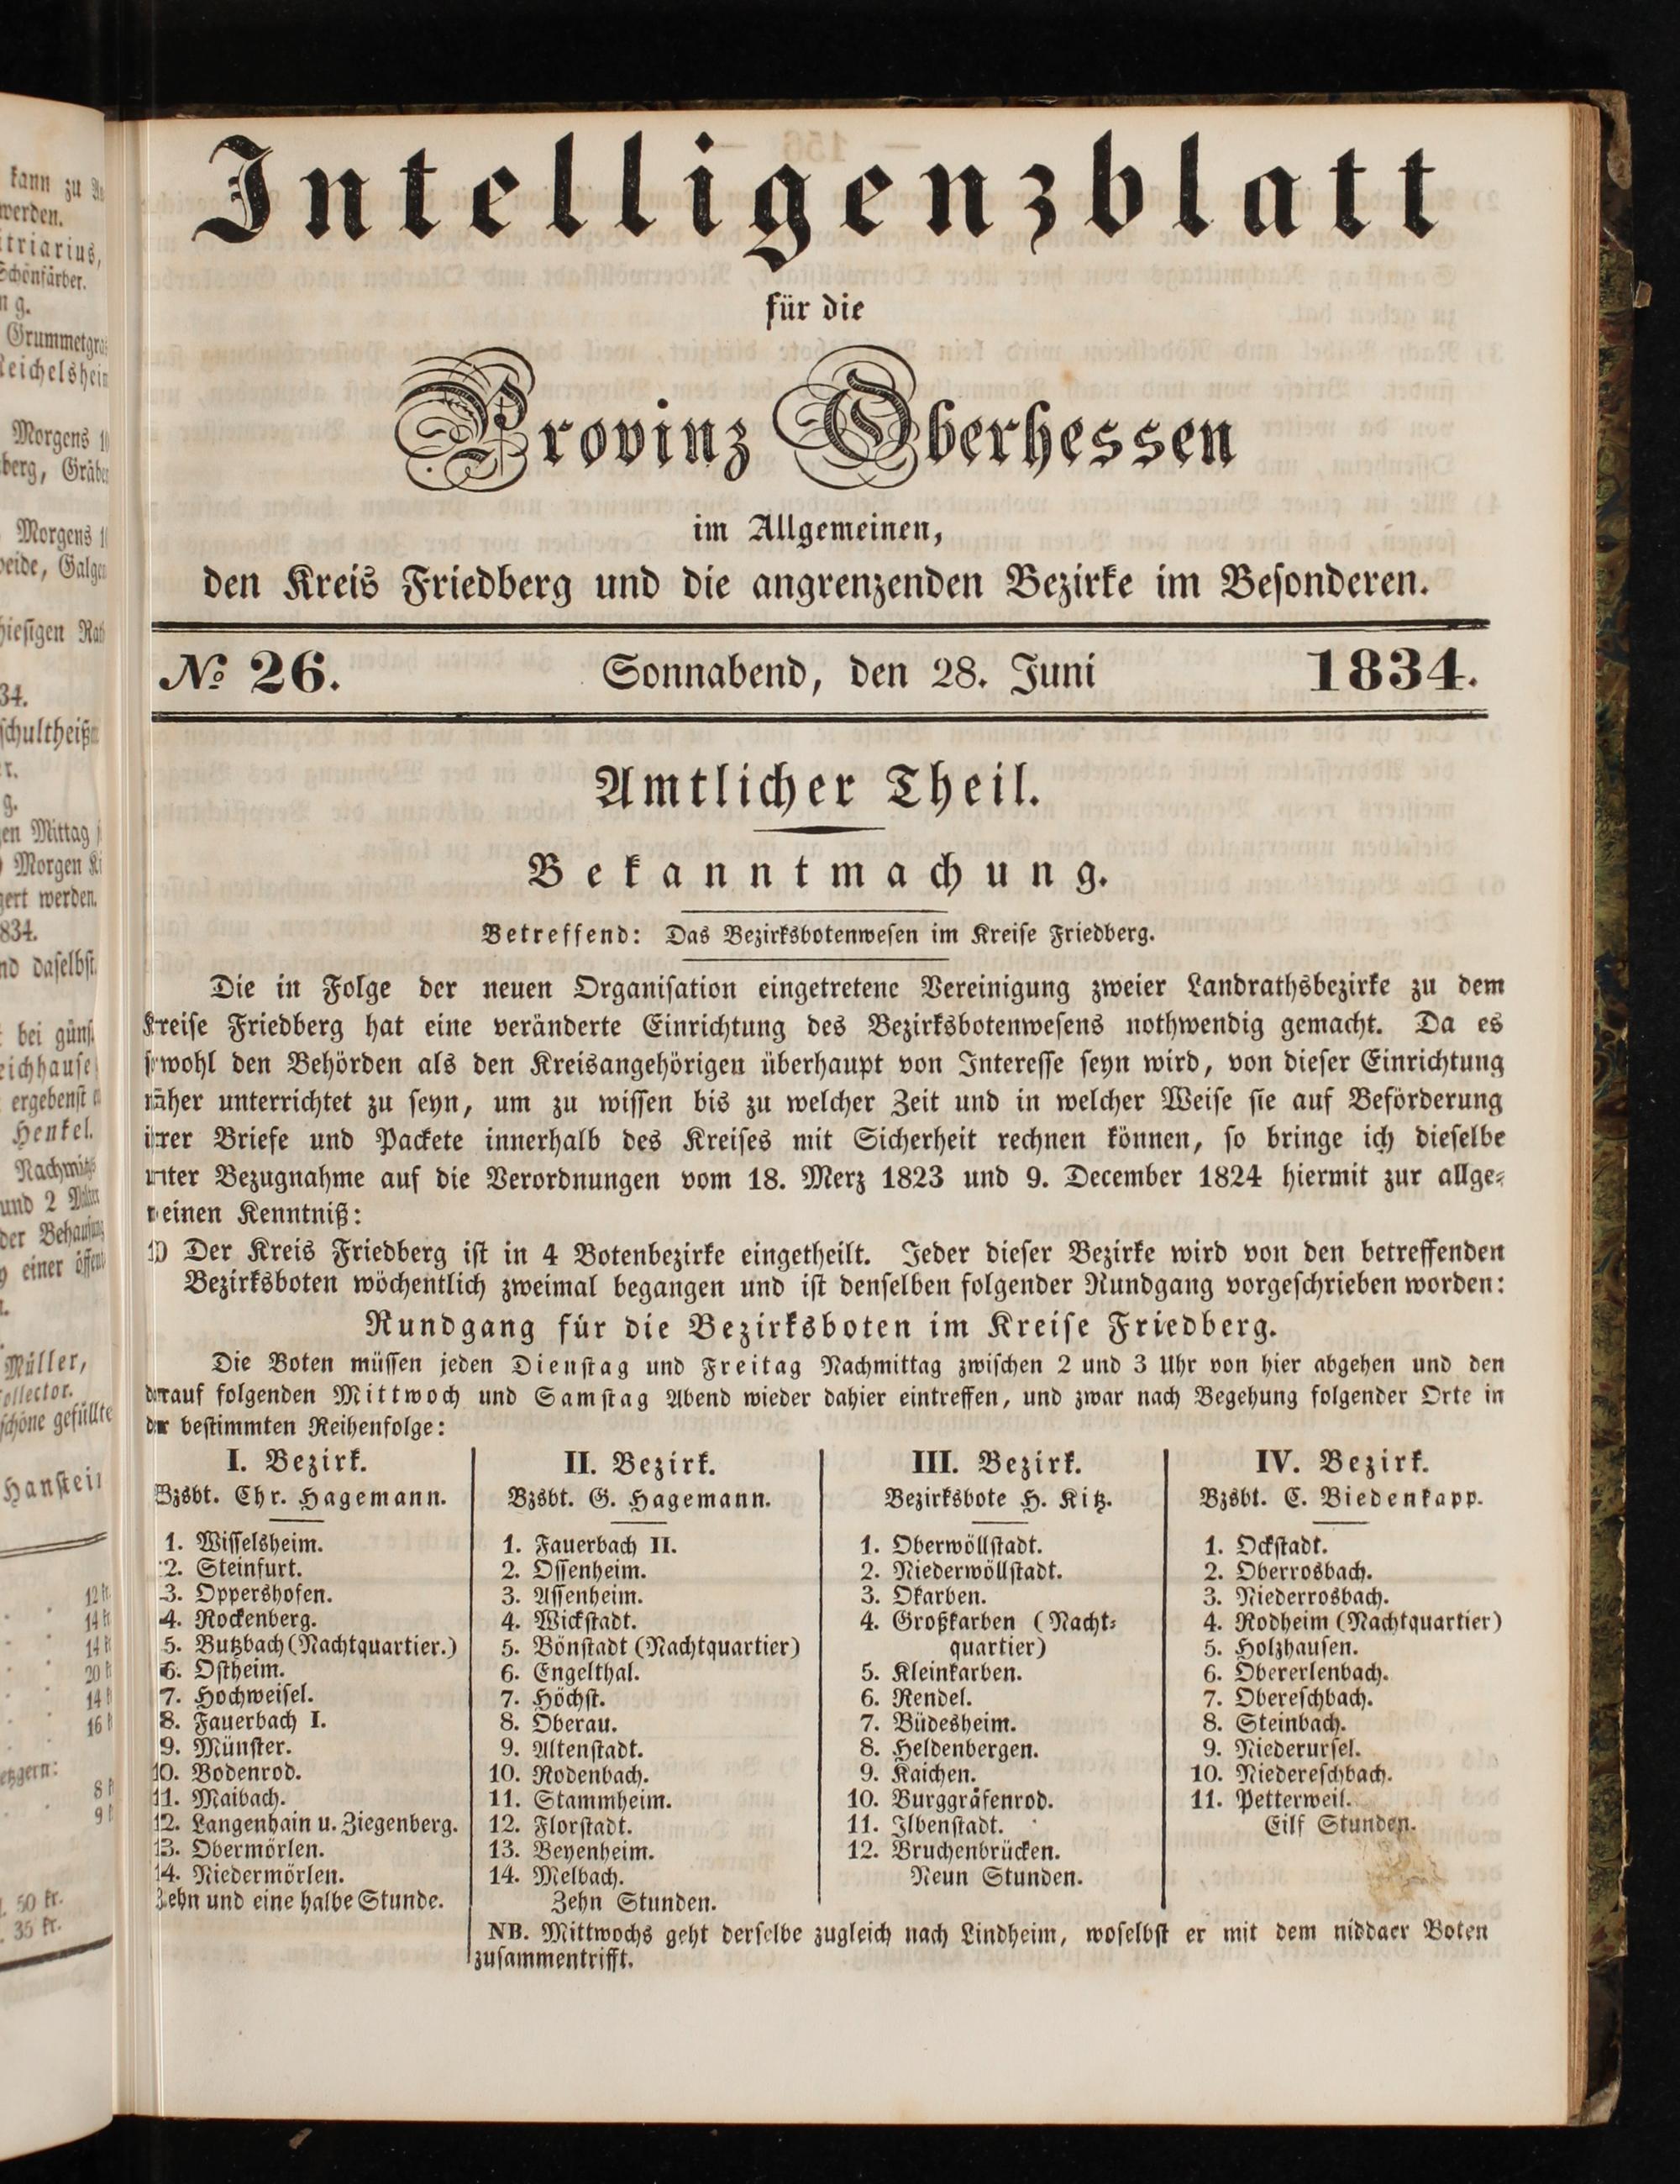 Intelligenzblatt
für die
Provinz Oberhessen
im Allgemeinen,
den Kreis Friedberg und die angrenzenden Bezirke im Besonderen.
№ 26. Sonnabend, den 28. Juni 1834.
Amtlicher Theil.
Bekanntmachung.
Betreffend: Das Bezirksbotenwesen im Kreise Friedberg.
Die in Folge der neuen Organisation eingetretene Vereinigung zweier Landrathsbezirke zu dem
Kreise Friedberg hat eine veränderte Einrichtung des Bezirksbotenwesens nothwendig gemacht. Da es
sowohl den Behörden als den Kreisangehörigen überhaupt von Interesse seyn wird, von dieser Einrichtung
näher unterrichtet zu seyn, um zu wissen bis zu welcher Zeit und in welcher Weise sie auf Beförderung
ihrer Briefe und Packete innerhalb des Kreises mit Sicherheit rechnen können, so bringe ich dieselbe
unter Bezugnahme auf die Verordnungen vom 18. Merz 1823 und 9. December 1824 hiermit zur allge-
meinen Kenntniß:
1) Der Kreis Friedberg ist in 4 Botenbezirke eingetheilt. Jeder dieser Bezirke wird von den betreffenden
Bezirksboten wöchentlich zweimal begangen und ist denselben folgender Rundgang vorgeschrieben worden:
Rundgang für die Bezirksboten im Kreise Friedberg.
Die Boten müssen jeden Dienstag und Freitag Nachmittag zwischen 2 und 3 Uhr von hier abgehen und den
darauf folgenden Mittwoch und Samstag Abend wieder dahier eintreffen, und zwar nach Begehung folgender Orte in
der bestimmten Reihenfolge:
I. Bezirk.
Bzsbt. Chr. Hagemann.
1. Wisselsheim.
2. Steinfurt.
3. Oppershofen.
4. Rockenberg.
5. Butzbach (Nachtquartier.)
6. Ostheim.
7. Hochweisel.
8. Fauerbach I.
9. Münster.
10. Bodenrod.
11. Maibach.
12. Langenhain u. Ziegenberg.
13. Obermörlen.
14. Niedermörlen.
Zehn und eine halbe Stunde.
II. Bezirk.
Bzsbt. G. Hagemann.
1. Fauerbach II.
2. Ossenheim.
3. Assenheim.
4. Wickstadt.
5. Bönstadt (Nachtquartier)
6. Engelthal.
7. Höchst.
8. Oberau.
9. Altenstadt.
10. Rodenbach.
11. Stammheim.
12. Florstadt.
13. Beyenheim.
14. Melbach.
Zehn Stunden.
III. Bezirk.
Bezirksbote H. Kitz.
1. Oberwöllstadt.
2. Niederwöllstadt.
3. Okarben.
4. Großkarben (Nacht-
quartier)
5. Kleinkarben.
6. Rendel.
7. Büdesheim.
8. Heldenbergen.
9. Kaichen.
10. Burggräfenrod.
11. Ilbenstadt.
12. Bruchenbrücken.
Neun Stunden.
IV. Bezirk.
Bzsbt. C. Biedenkapp.
1. Ockstadt.
2. Oberrosbach.
3. Niederrosbach.
4. Rodheim (Nachtquartier)
5. Holzhausen.
6. Obererlenbach.
7. Obereschbach.
8. Steinbach.
9. Niederursel.
10. Niedereschbach.
11. Petterweil.
Eilf Stunden.
NB. Mittwochs geht derselbe zugleich nach Lindheim, woselbst er mit dem niddaer Boten
zusammentrifft.